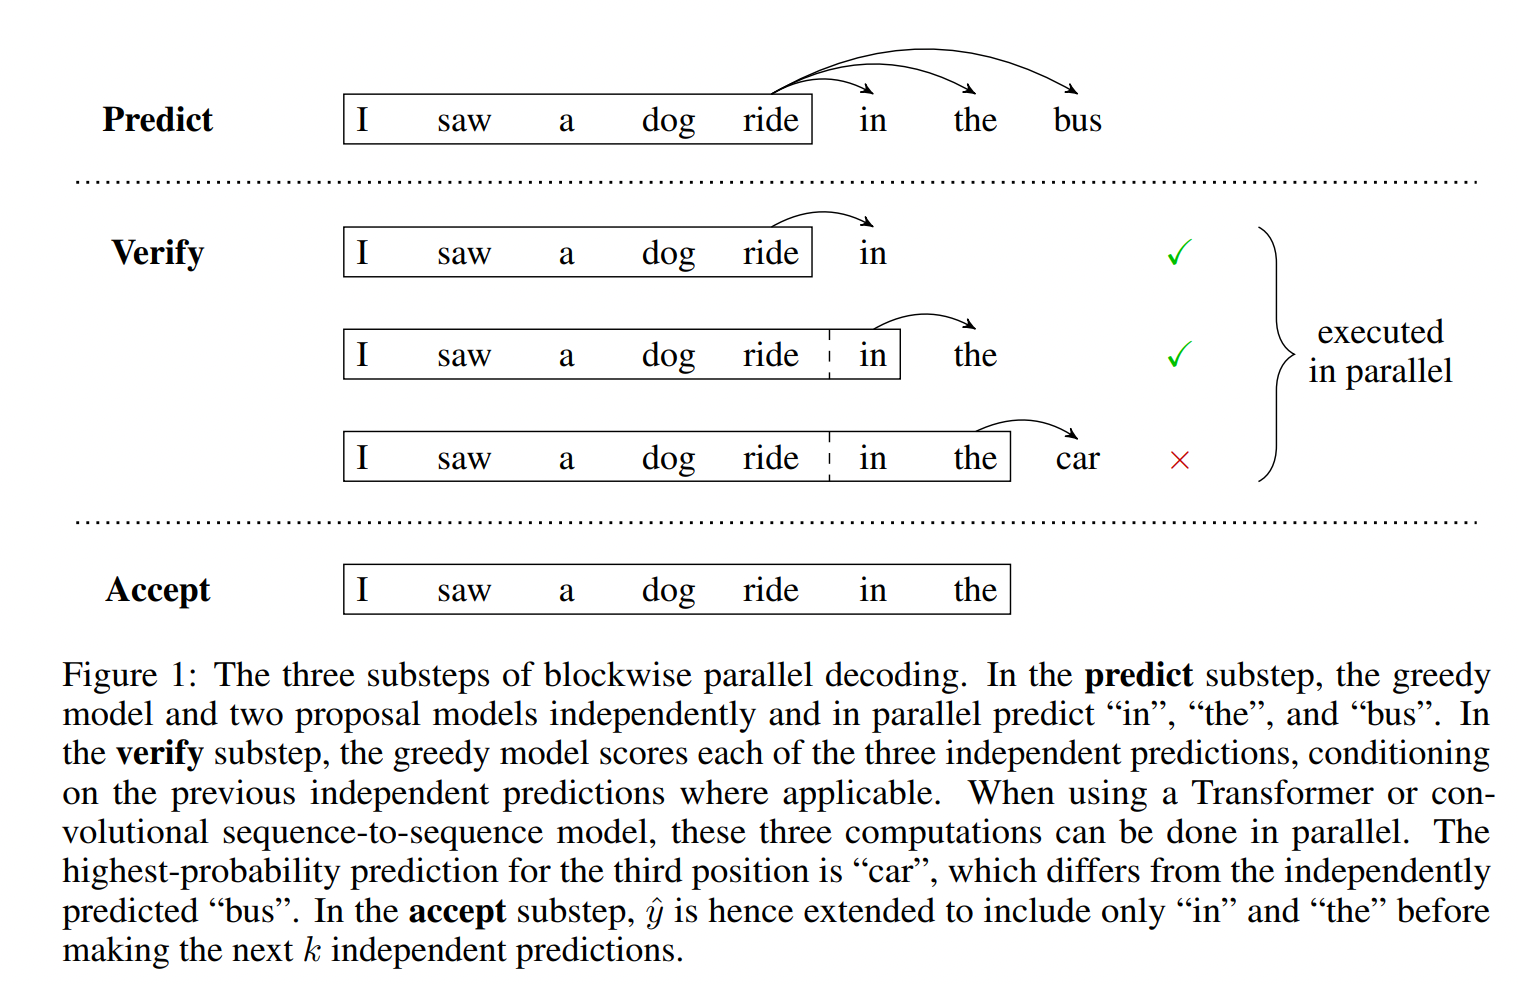 Predict I saw a dog ride in the bus
Verify I saw a dog ride in ✓
I saw a dog ride in the ✓
I saw a dog ride in the car ×
executed
in parallel
Accept I saw a dog ride in the
Figure 1: The three substeps of blockwise parallel decoding. In the predict substep, the greedy
model and two proposal models independently and in parallel predict “in”, “the”, and “bus”. In
the verify substep, the greedy model scores each of the three independent predictions, conditioning
on the previous independent predictions where applicable. When using a Transformer or con-
volutional sequence-to-sequence model, these three computations can be done in parallel. The
highest-probability prediction for the third position is “car”, which differs from the independently
predicted “bus”. In the accept substep, ŷ is hence extended to include only “in” and “the” before
making the next k independent predictions.